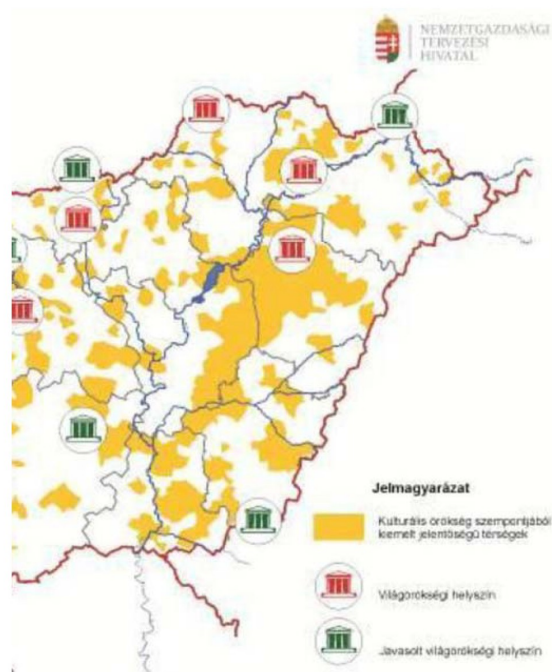 NEMZETGAZDASÁGI
TERVEZÉSI
HIVATAL
Jelmagyarázat
Kulturális örökség szempontjából
kiemelt jelentőségű térségek
Világörökségi helyszín
Javasolt világörökségi helyszín